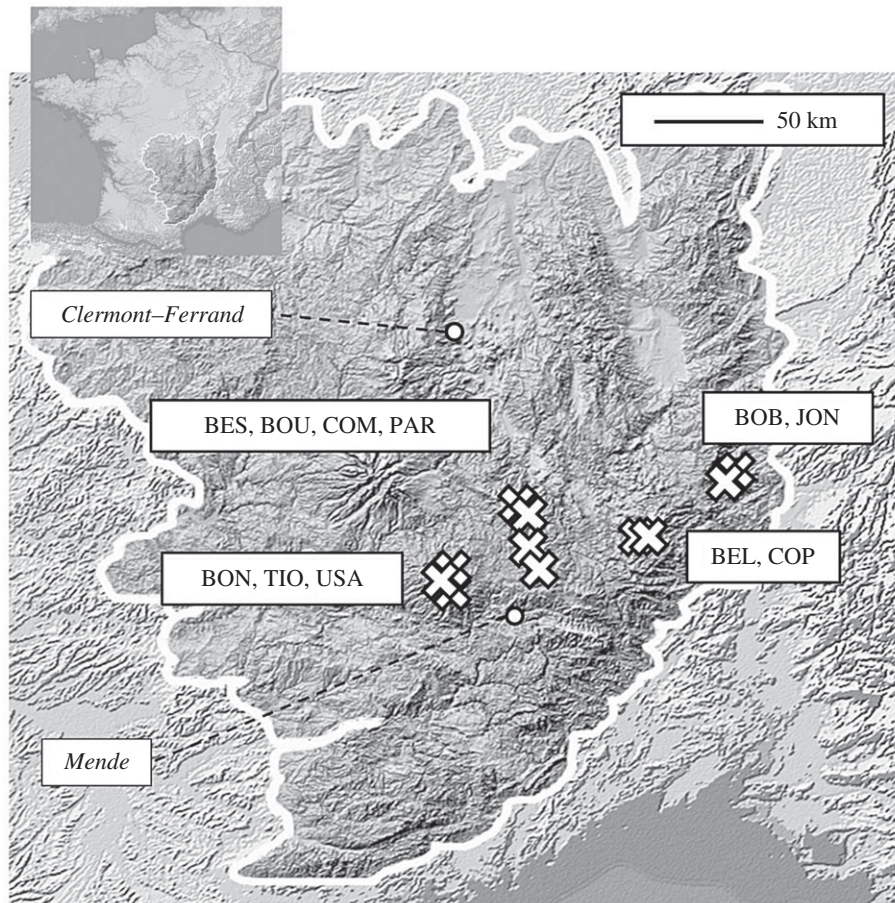 50 km
Clermont–Ferrand
BES, BOU, COM, PAR
BOB, JON
BON, TIO, USA
BEL, COP
Mende